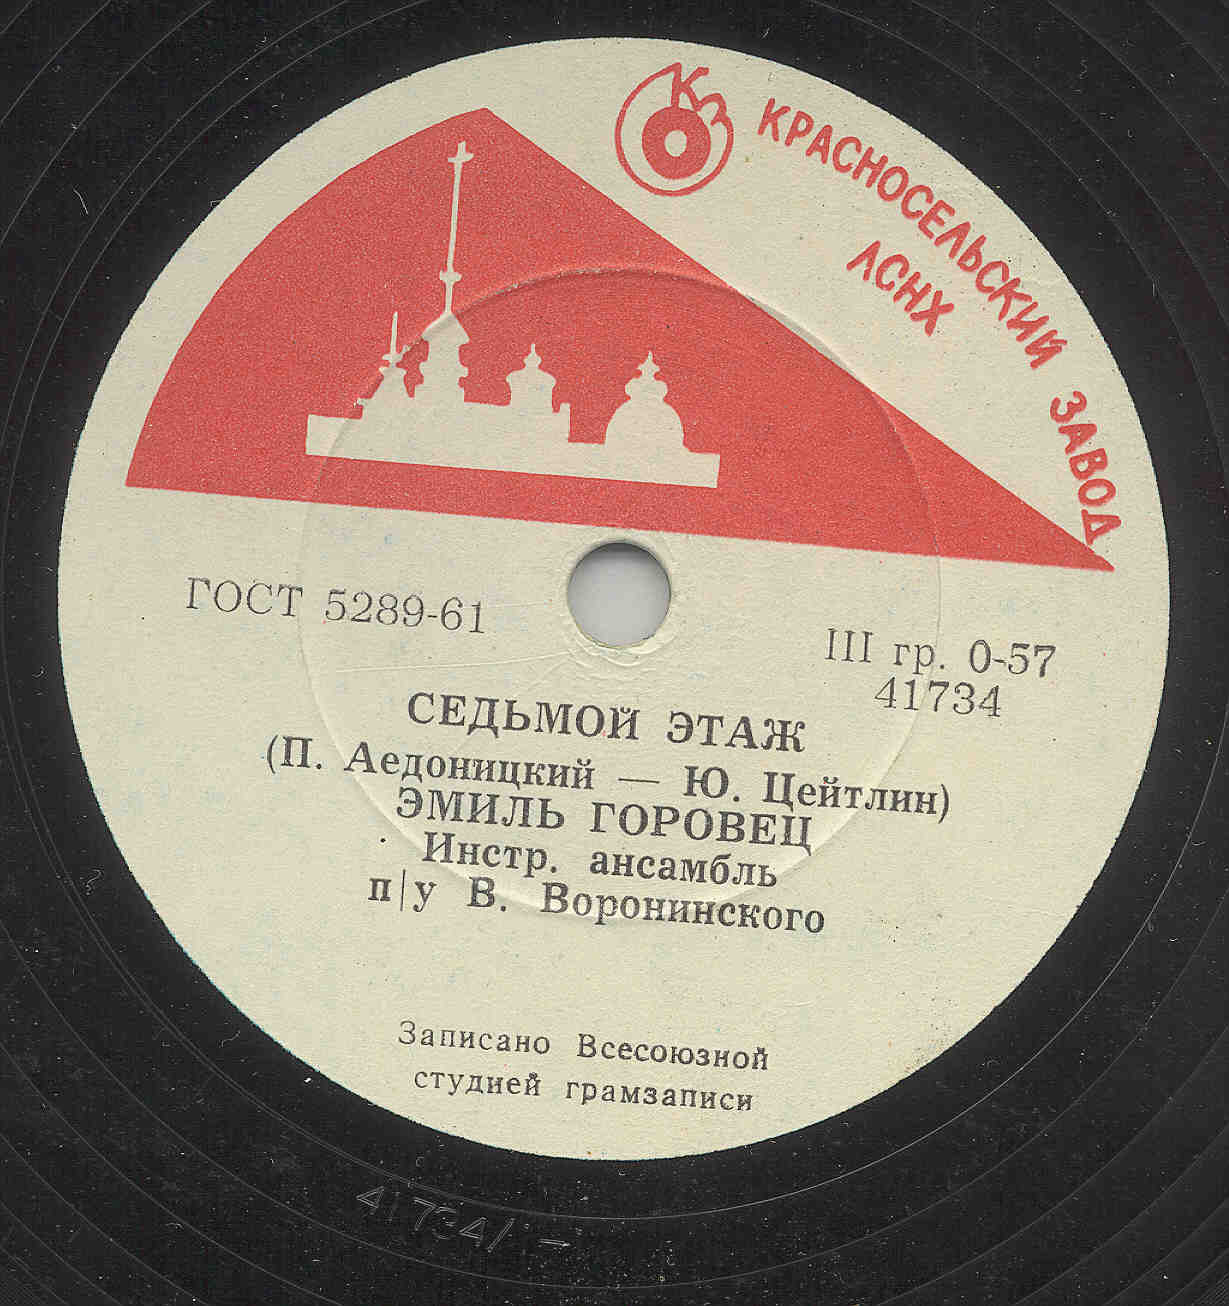 КЗ
КРАСНОСЕЛЬСКИЙ ЗАВОД
ЛСНХ
ГОСТ 5289-61
III гр. 0-57
41734
СЕДЬМОЙ ЭТАЖ
(П. Аедоницкий — Ю. Цейтлин)
ЭМИЛЬ ГОРОВЕЦ
Инстр. ансамбль
п/у В. Воронинского
Записано Всесоюзной
студией грамзаписи
41734/–